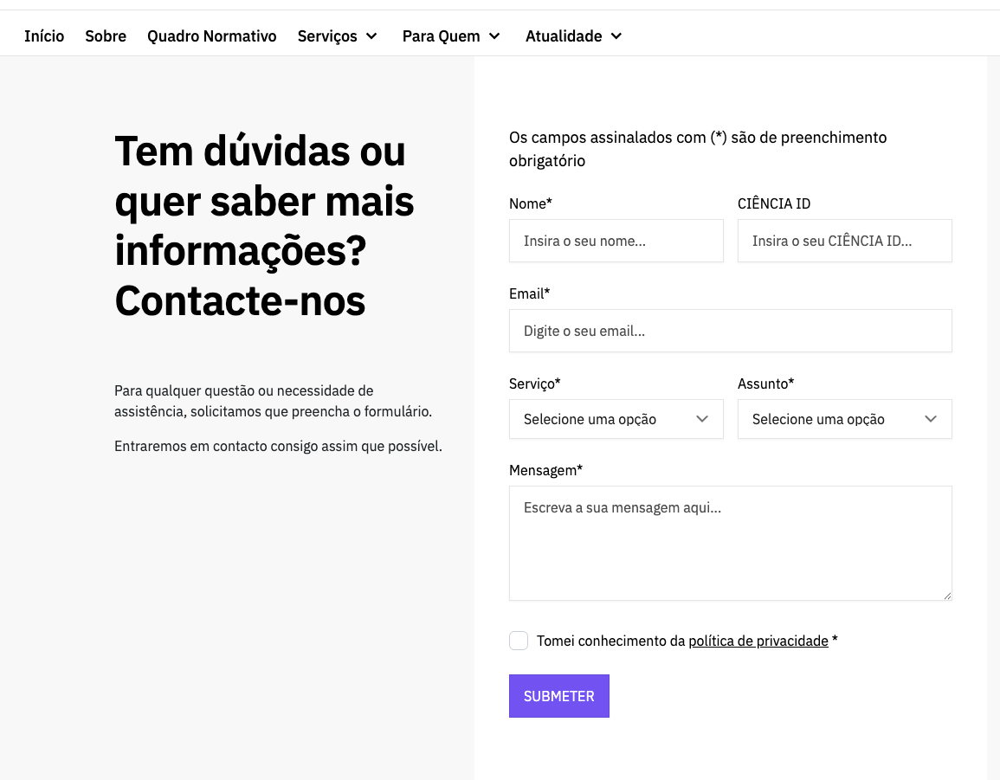 Início Sobre Quadro Normativo Serviços Para Quem Atualidade
Tem dúvidas ou
quer saber mais
informações?
Contacte-nos
Para qualquer questão ou necessidade de
assistência, solicitamos que preencha o formulário.
Entraremos em contacto consigo assim que possível.
Os campos assinalados com (*) são de preenchimento
obrigatório
Nome* CIÊNCIA ID
Insira o seu nome... Insira o seu CIÊNCIA ID...
Email*
Digite o seu email...
Serviço* Assunto*
Selecione uma opção Selecione uma opção
Mensagem*
Escreva a sua mensagem aqui...
Tomei conhecimento da política de privacidade *
SUBMETER